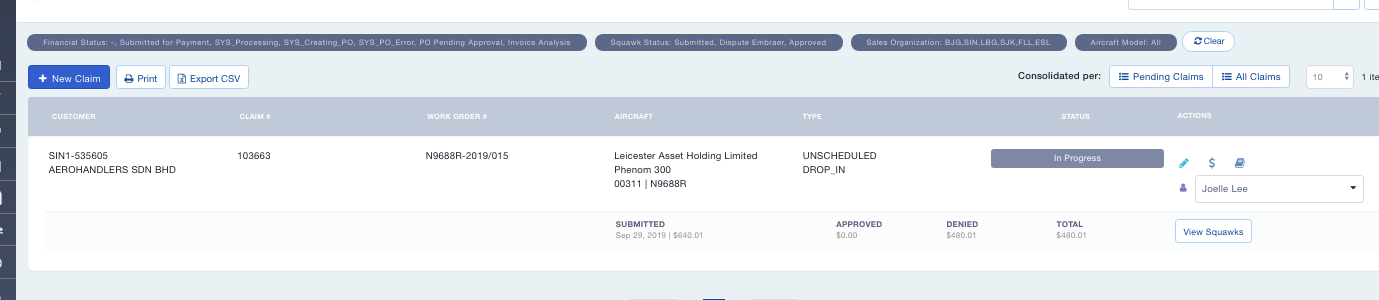 Financial Status: -, Submitted for Payment, SYS_Processing, SYS_Creating_PO, SYS_PO_Error, PO Pending Approval, Invoice Analysis
Squawk Status: Submitted, Dispute Embraer, Approved
Sales Organization: BJG,SIN,LBG,SJK,FLL,ESL
Aircraft Model: All
Clear
+ New Claim
Print
Export CSV
Consolidated per:
Pending Claims
All Claims
10
1 ite
CUSTOMER
CLAIM #
WORK ORDER #
AIRCRAFT
TYPE
STATUS
ACTIONS
SIN1-535605
AEROHANDLERS SDN BHD
103663
N9688R-2019/015
Leicester Asset Holding Limited
Phenom 300
00311 | N9688R
UNSCHEDULED
DROP_IN
In Progress
$
Joelle Lee
SUBMITTED
Sep 29, 2019 | $640.01
APPROVED
$0.00
DENIED
$480.01
TOTAL
$480.01
View Squawks